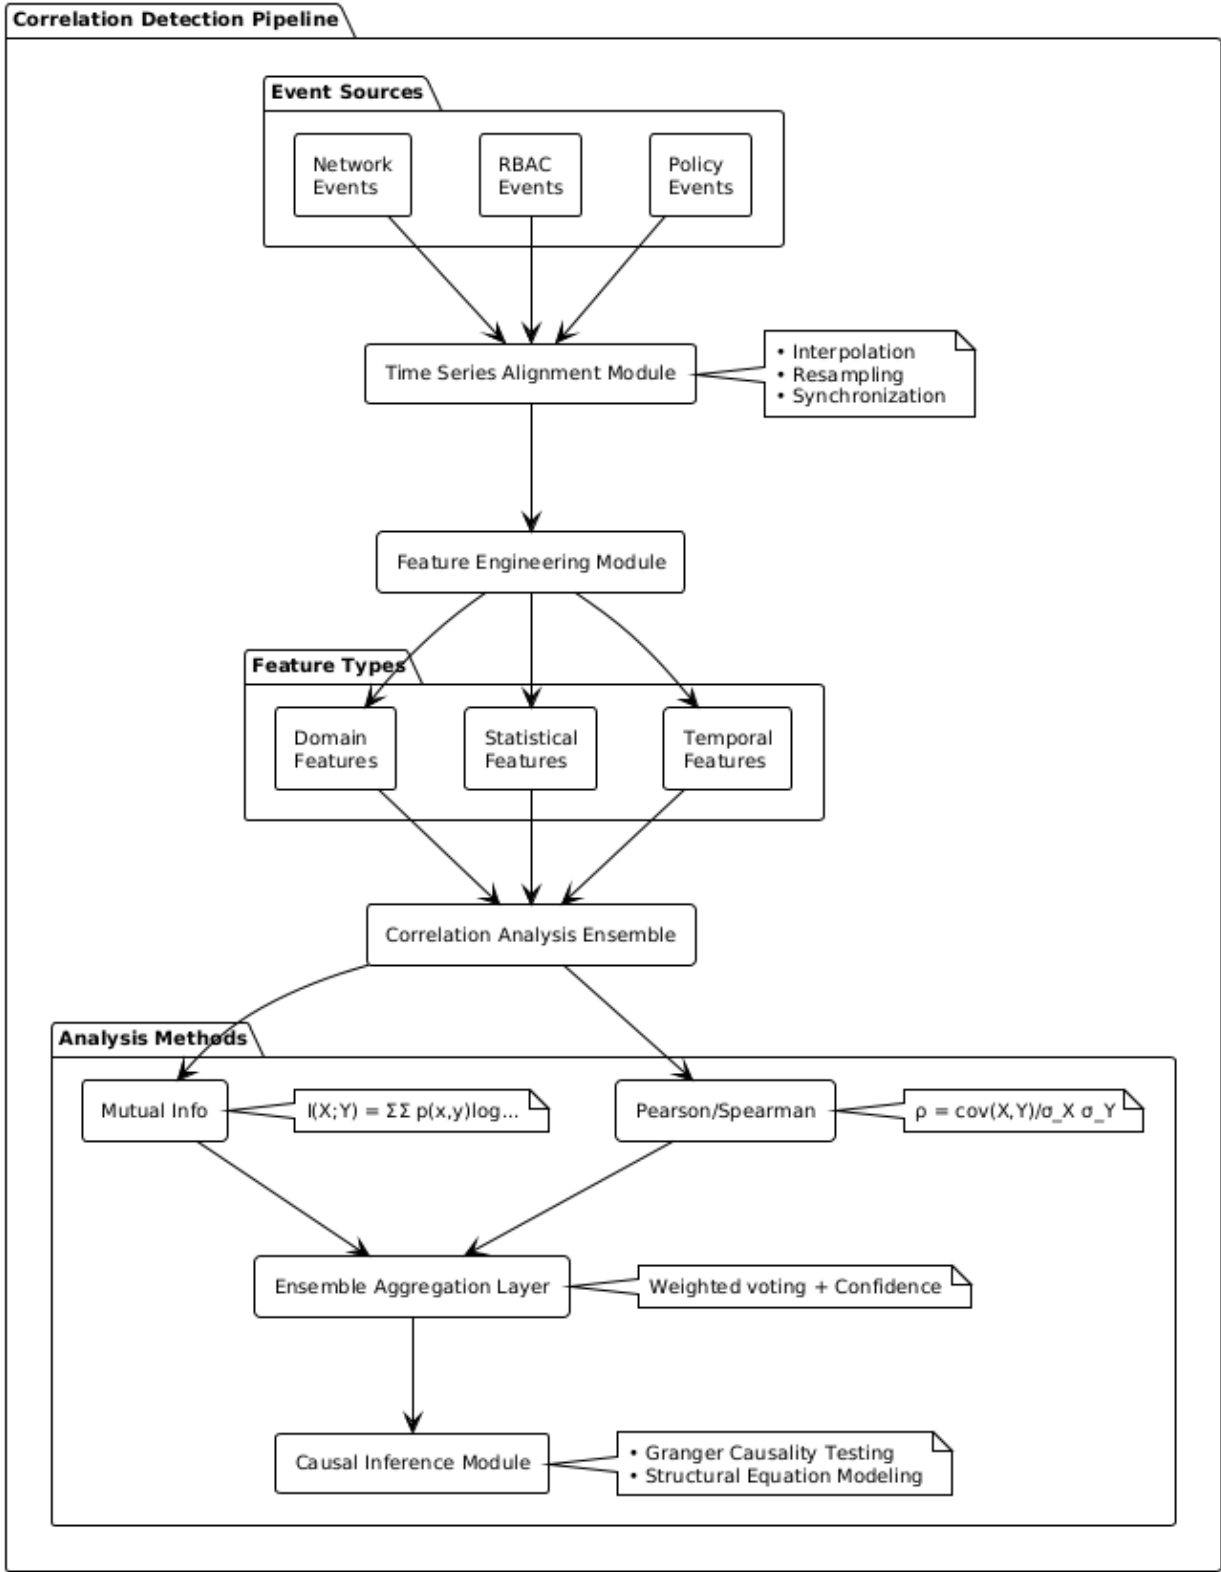 Correlation Detection Pipeline
Event Sources
Network
Events
RBAC
Events
Policy
Events
Time Series Alignment Module
• Interpolation
• Resampling
• Synchronization
Feature Engineering Module
Feature Types
Domain
Features
Statistical
Features
Temporal
Features
Correlation Analysis Ensemble
Analysis Methods
Mutual Info
I(X;Y) = ΣΣ p(x,y)log...
Pearson/Spearman
ρ = cov(X,Y)/σ_X σ_Y
Ensemble Aggregation Layer
Weighted voting + Confidence
Causal Inference Module
• Granger Causality Testing
• Structural Equation Modeling